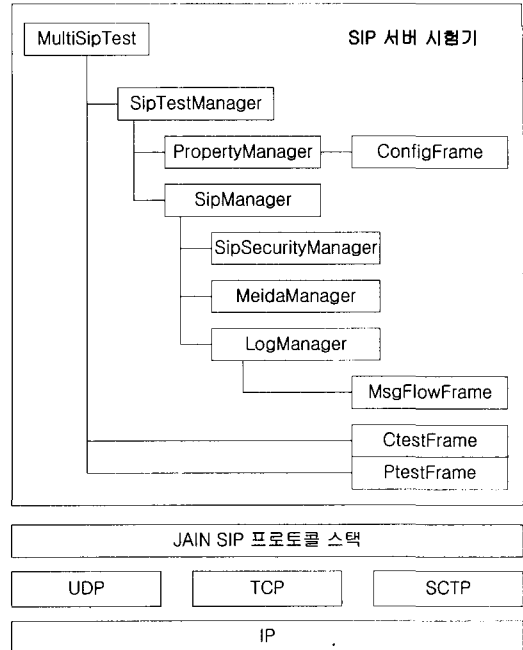 MultiSipTest
SIP 서버 시험기
SipTestManager
PropertyManager
ConfigFrame
SipManager
SipSecurityManager
MeidaManager
LogManager
MsgFlowFrame
CtestFrame
PtestFrame
JAIN SIP 프로토콜 스택
UDP
TCP
SCTP
IP